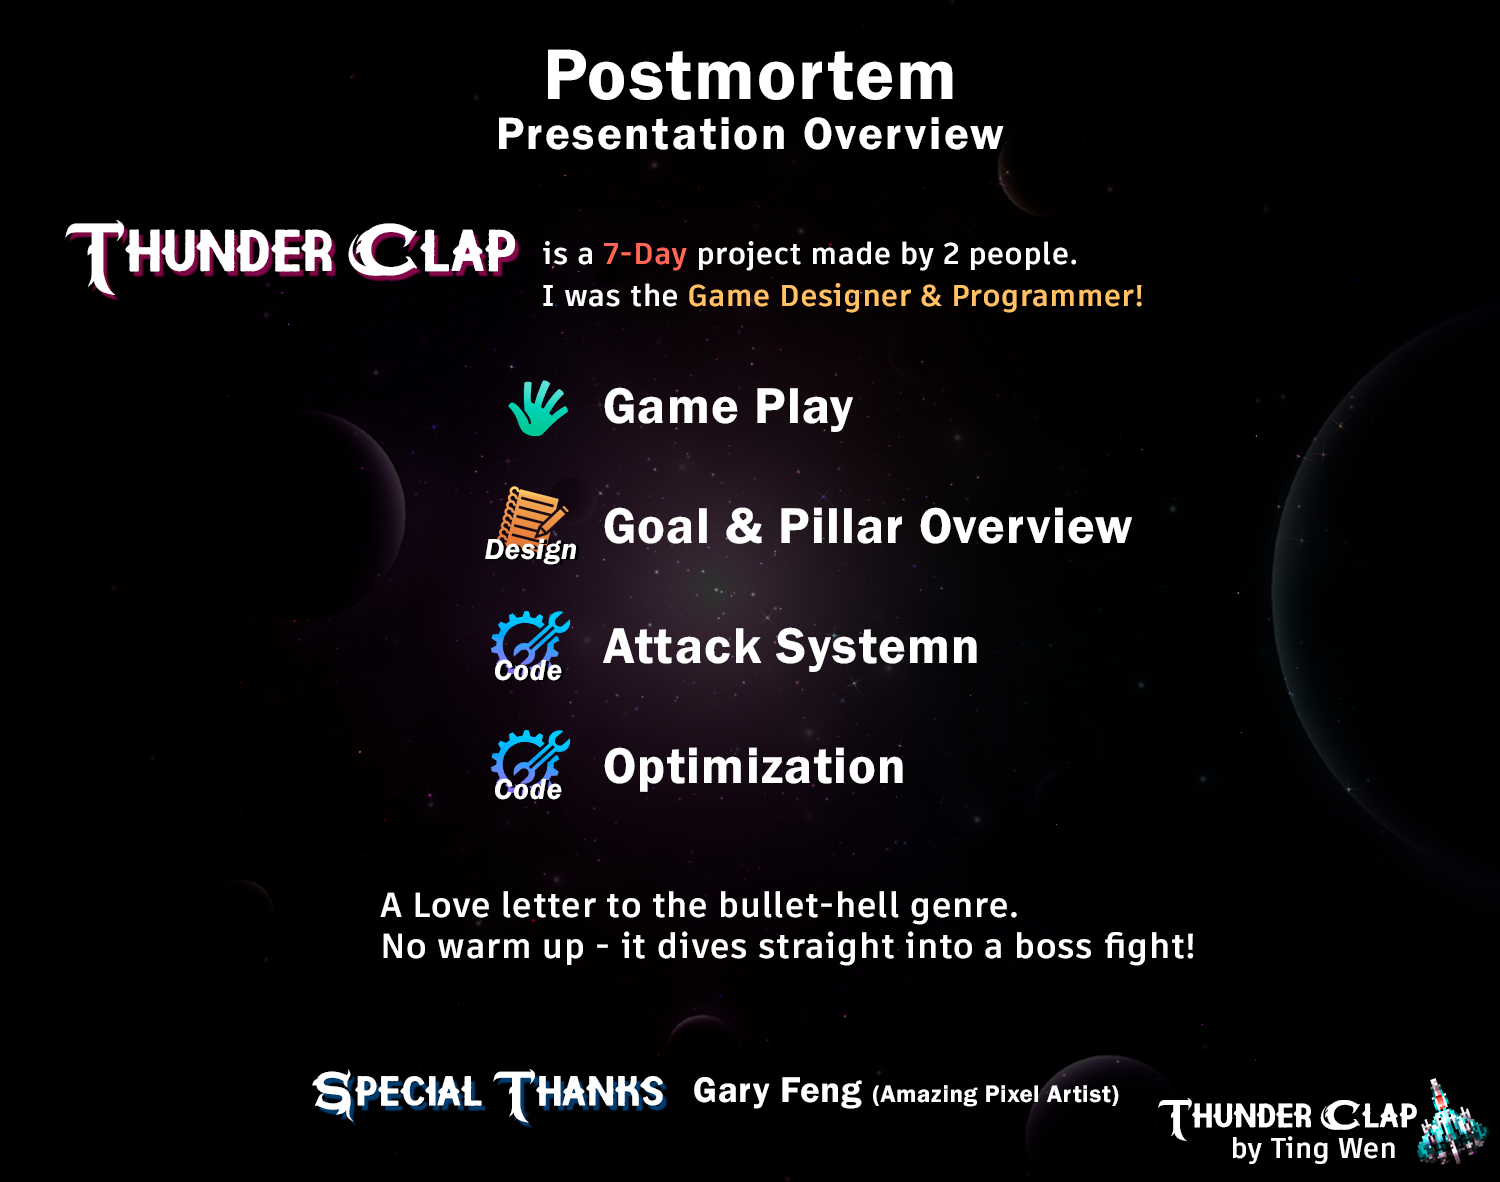 Postmortem
Presentation Overview
Thunder Clap is a 7-Day project made by 2 people.
I was the Game Designer & Programmer!
Game Play
Design Goal & Pillar Overview
Code Attack Systemn
Code Optimization
A Love letter to the bullet-hell genre.
No warm up - it dives straight into a boss fight!
Special Thanks Gary Feng (Amazing Pixel Artist)
Thunder Clap
by Ting Wen